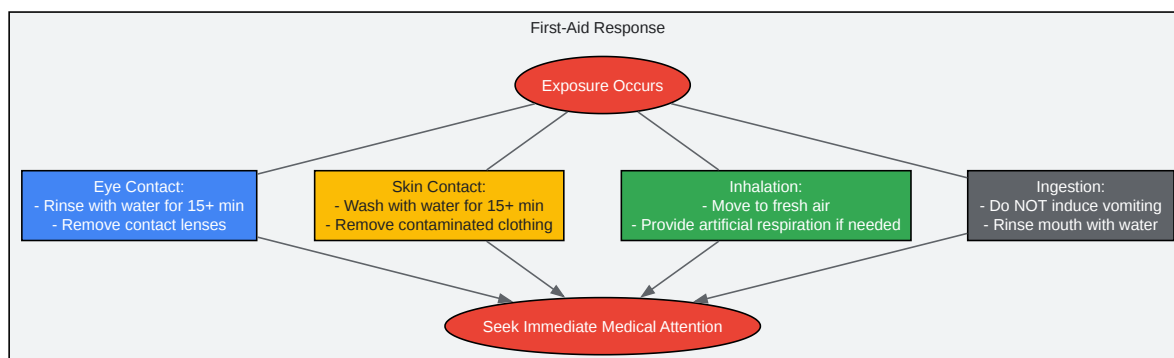 First-Aid Response
Exposure Occurs
Eye Contact:
- Rinse with water for 15+ min
- Remove contact lenses
Skin Contact:
- Wash with water for 15+ min
- Remove contaminated clothing
Inhalation:
- Move to fresh air
- Provide artificial respiration if needed
Ingestion:
- Do NOT induce vomiting
- Rinse mouth with water
Seek Immediate Medical Attention